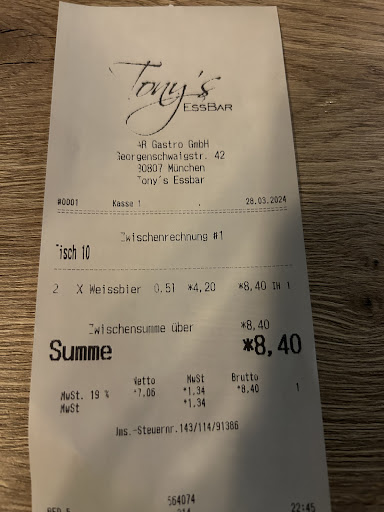 Tony's
ESSBAR
AR Gastro GmbH
Georgenschwaigstr. 42
80807 München
Tony's Essbar
#0001 Kasse 1 28.03.2024
Zwischenrechnung #1
Tisch 10
2 X Weissbier 0.5l *4,20 *8,40 IH 1
Zwischensumme über *8,40
Summe *8,40
Netto MwSt Brutto
MwSt. 19 % *7,06 *1,34 *8,40 1
MwSt *1,34
Ims.-Steuernr.143/114/91386
564074
22:45